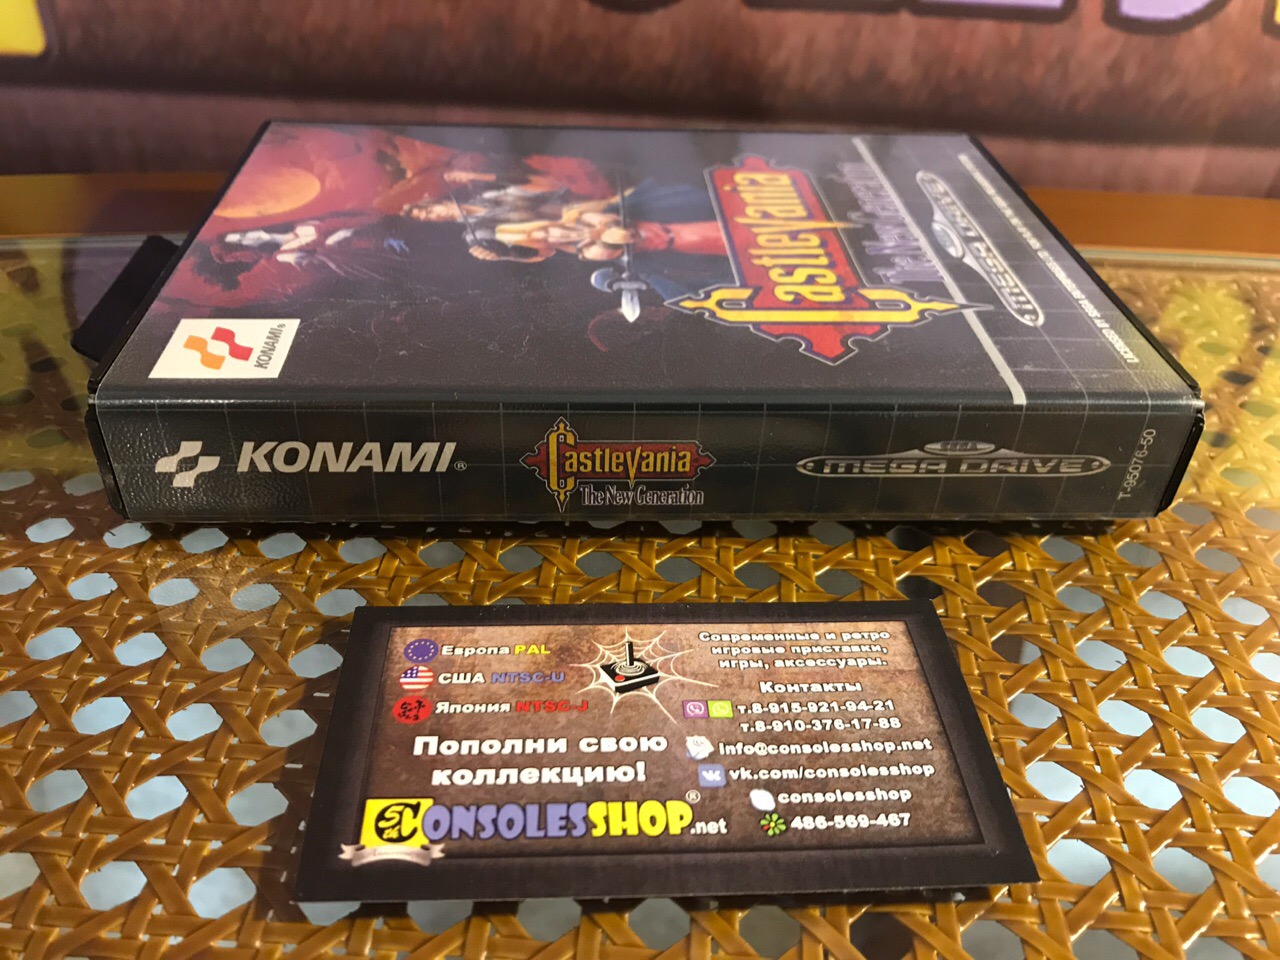 Castlevania
The New Generation
MEGA DRIVE
KONAMI®
KONAMI®
Castlevania
The New Generation
SEGA
MEGA DRIVE
T-95076-50
Европа PAL
США NTSC-U
Япония NTSC-J
Пополни свою
коллекцию!
CONSOLESSHOP®.net
Современные и ретро
игровые приставки,
игры, аксессуары.
Контакты
т.8-915-921-94-21
т.8-910-376-17-88
info@consolesshop.net
vk.com/consolesshop
consolesshop
486-569-467